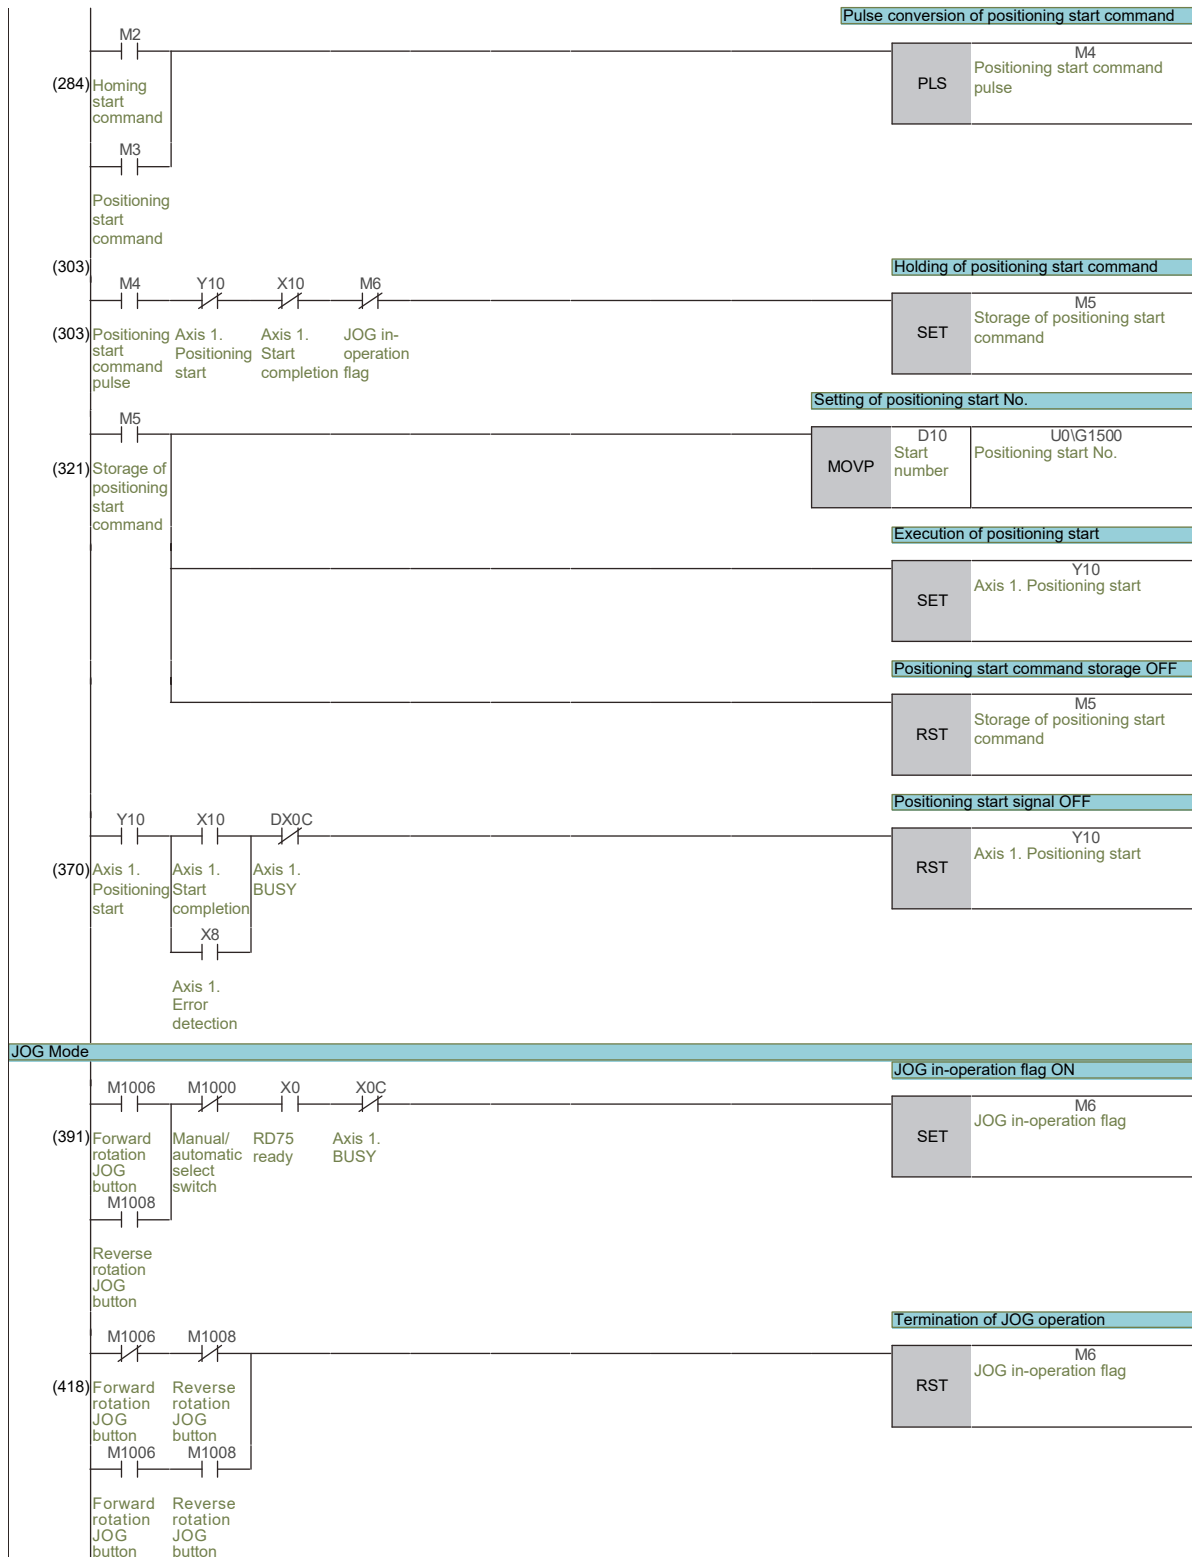 Pulse conversion of positioning start command
M2
M4
Positioning start command
pulse
PLS
(284)
Homing
start
command
M3
Positioning
start
command
(303)
Holding of positioning start command
M4 Y10 X10 M6
M5
Storage of positioning start
command
SET
(303)
Positioning
start
command
pulse
Axis 1.
Positioning
start
Axis 1.
Start
completion
JOG in-
operation
flag
Setting of positioning start No.
M5
D10
Start
number
U0\G1500
Positioning start No.
MOVP
(321)
Storage of
positioning
start
command
Execution of positioning start
Y10
Axis 1. Positioning start
SET
Positioning start command storage OFF
M5
Storage of positioning start
command
RST
Positioning start signal OFF
Y10 X10 DX0C
Y10
Axis 1. Positioning start
RST
(370)
Axis 1.
Positioning
start
Axis 1.
Start
completion
Axis 1.
BUSY
X8
Axis 1.
Error
detection
JOG Mode
JOG in-operation flag ON
M1006 M1000 X0 X0C
M6
JOG in-operation flag
SET
(391)
Forward
rotation
JOG
button
Manual/
automatic
select
switch
RD75
ready
Axis 1.
BUSY
M1008
Reverse
rotation
JOG
button
Termination of JOG operation
M1006 M1008
M6
JOG in-operation flag
RST
(418)
Forward
rotation
JOG
button
Reverse
rotation
JOG
button
M1006 M1008
Forward
rotation
JOG
button
Reverse
rotation
JOG
button